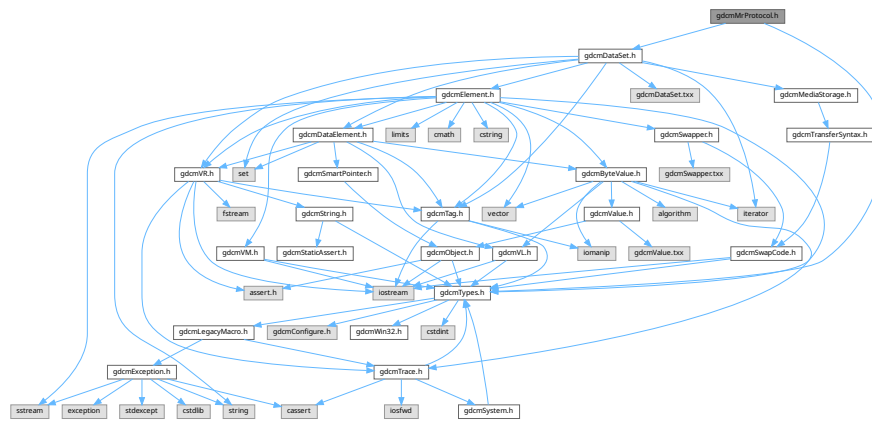 gdcmMrProtocol.h
gdcmDataSet.h
gdcmElement.h
gdcmDataSet.txx
gdcmMediaStorage.h
gdcmDataElement.h
limits
cmath
cstring
gdcmSwapper.h
gdcmTransferSyntax.h
gdcmVR.h
set
gdcmSmartPointer.h
gdcmByteValue.h
gdcmSwapper.txx
fstream
gdcmString.h
gdcmTag.h
vector
gdcmValue.h
algorithm
iterator
gdcmVM.h
gdcmStaticAssert.h
gdcmObject.h
gdcmVL.h
iomanip
gdcmValue.txx
gdcmSwapCode.h
assert.h
iostream
gdcmTypes.h
gdcmLegacyMacro.h
gdcmConfigure.h
gdcmWin32.h
cstdint
gdcmException.h
gdcmTrace.h
sstream
exception
stdexcept
cstdlib
string
cassert
iosfwd
gdcmSystem.h